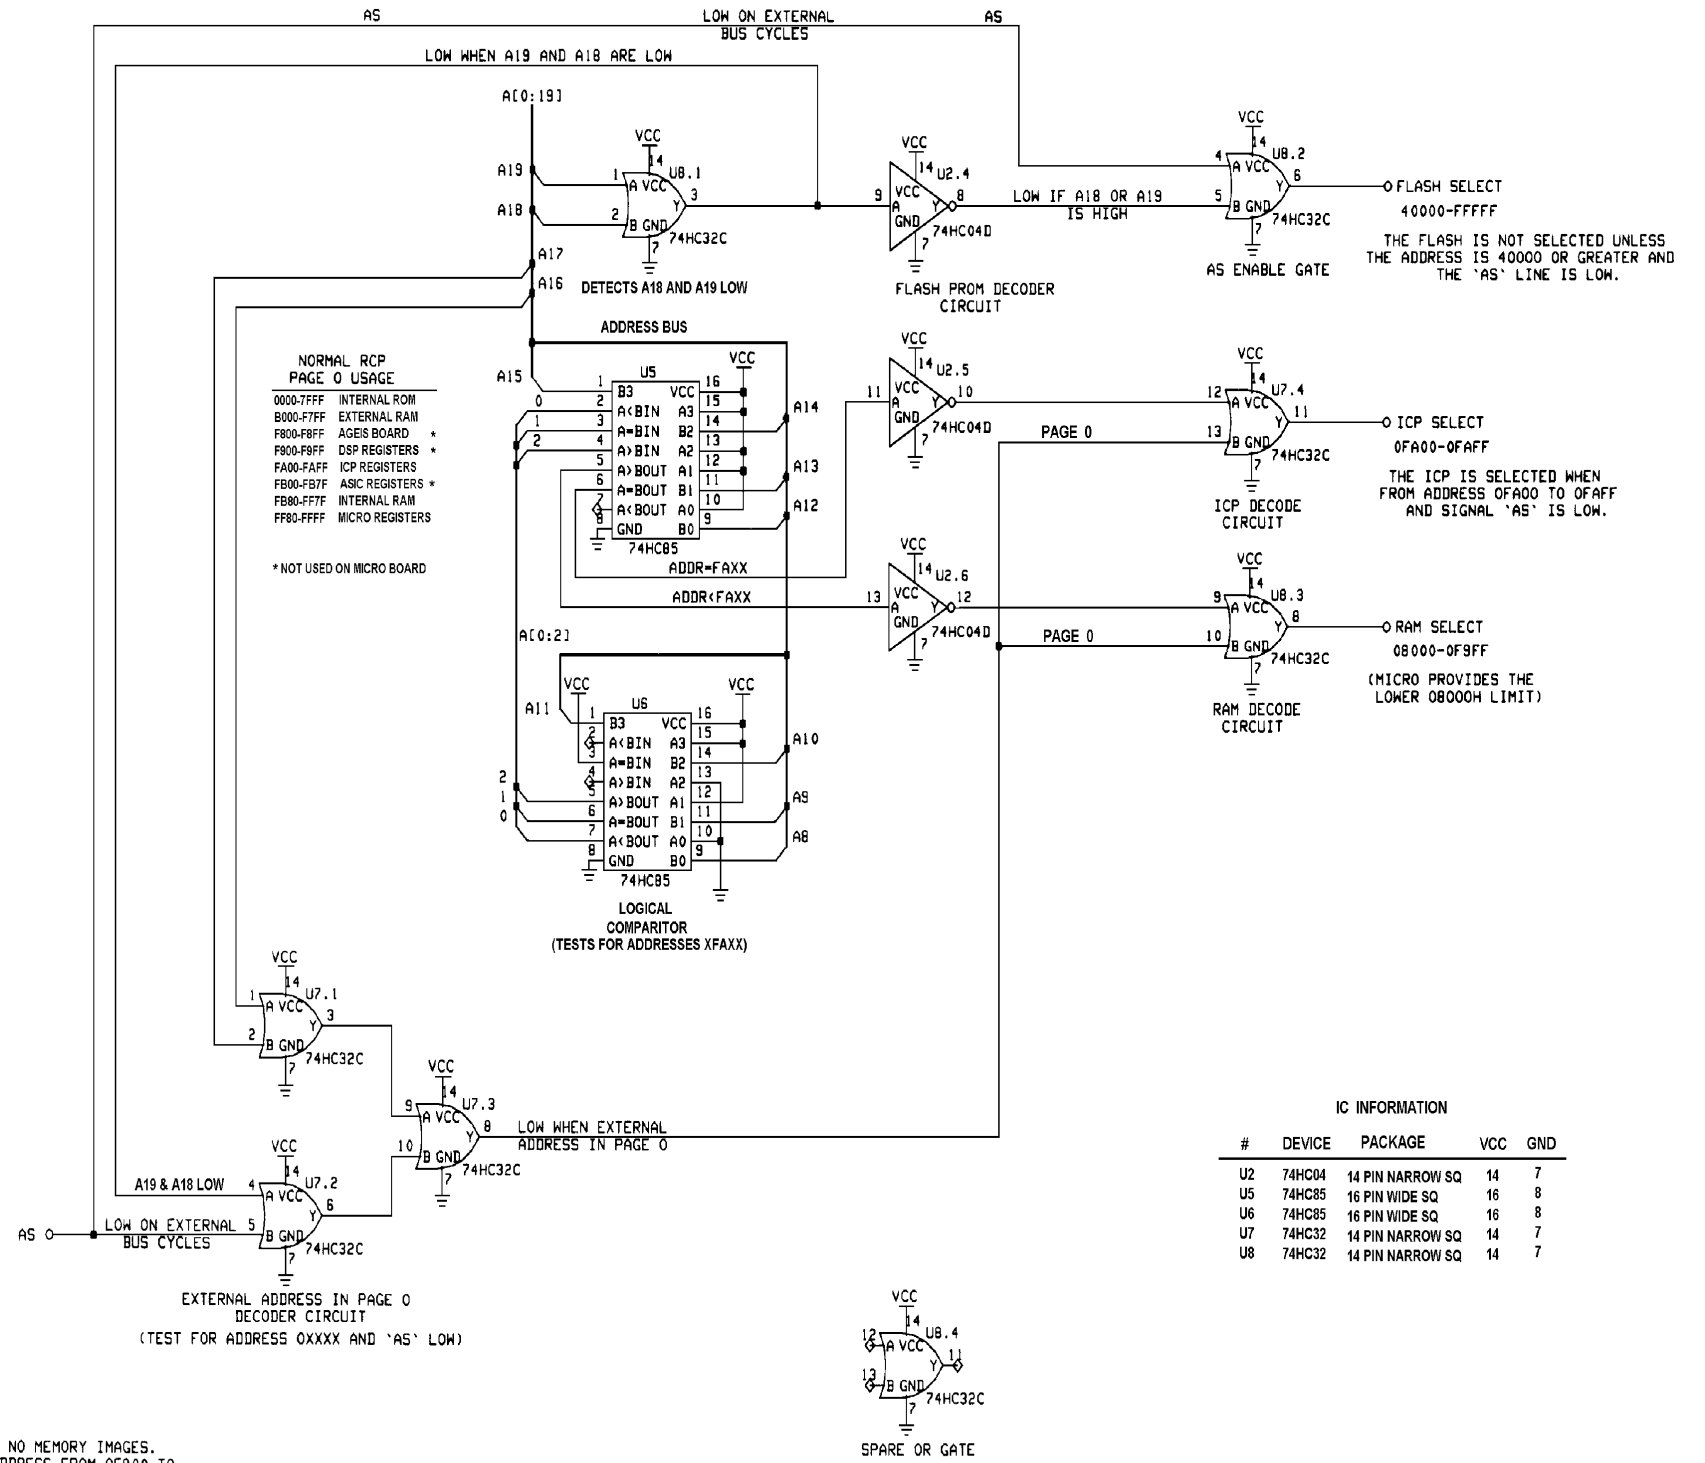 AS
LOW ON EXTERNAL
BUS CYCLES
AS
LOW WHEN A19 AND A18 ARE LOW
A[0:19]
A19
A18
A17
A16
1
2
VCC
14
U8.1
A VCC
Y
B GND
3
74HC32C
7
DETECTS A18 AND A19 LOW
VCC
14
U2.4
9
VCC
A
Y
GND
8
74HC04D
7
FLASH PROM DECODER
CIRCUIT
LOW IF A18 OR A19
IS HIGH
VCC
14
U8.2
4
5
A VCC
Y
B GND
6
74HC32C
7
AS ENABLE GATE
FLASH SELECT
40000-FFFFF
THE FLASH IS NOT SELECTED UNLESS
THE ADDRESS IS 40000 OR GREATER AND
THE `AS` LINE IS LOW.
ADDRESS BUS
NORMAL RCP
PAGE 0 USAGE
0000-7FFF INTERNAL ROM
B000-F7FF EXTERNAL RAM
F800-F8FF AGEIS BOARD *
F900-F9FF DSP REGISTERS *
FA00-FAFF ICP REGISTERS
FB00-FB7F ASIC REGISTERS *
FB80-FF7F INTERNAL RAM
FF80-FFFF MICRO REGISTERS
* NOT USED ON MICRO BOARD
A15
0
1
2
U5
VCC
1 B3 VCC 16
2 A<BIN A3 15
3 A=BIN B2 14
4 A>BIN A2 13
5 A>BOUT A1 12
6 A=BOUT B1 11
7 A<BOUT A0 10
8 GND B0 9
74HC85
A14
A13
A12
ADDR=FAXX
ADDR<FAXX
VCC
14
U2.5
11
VCC
A
Y
GND
10
74HC04D
7
PAGE 0
VCC
14
U7.4
12
13
A VCC
Y
B GND
11
74HC32C
7
ICP DECODE
CIRCUIT
ICP SELECT
0FA00-0FAFF
THE ICP IS SELECTED WHEN
FROM ADDRESS 0FA00 TO 0FAFF
AND SIGNAL `AS` IS LOW.
VCC
14
U2.6
13
VCC
A
Y
GND
12
74HC04D
7
PAGE 0
VCC
14
U8.3
9
10
A VCC
Y
B GND
8
74HC32C
7
RAM DECODE
CIRCUIT
RAM SELECT
08000-0F9FF
(MICRO PROVIDES THE
LOWER 08000H LIMIT)
A[0:2]
A11
2
1
0
VCC
U6
VCC
1 B3 VCC 16
2 A<BIN A3 15
3 A=BIN B2 14
4 A>BIN A2 13
5 A>BOUT A1 12
6 A=BOUT B1 11
7 A<BOUT A0 10
8 GND B0 9
74HC85
A10
A9
A8
LOGICAL
COMPARITOR
(TESTS FOR ADDRESSES XFAXX)
VCC
14
U7.1
1
2
A VCC
Y
B GND
3
74HC32C
7
VCC
14
U7.3
9
10
A VCC
Y
B GND
8
74HC32C
7
LOW WHEN EXTERNAL
ADDRESS IN PAGE 0
VCC
14
U7.2
A19 & A18 LOW
4
5
A VCC
Y
B GND
6
74HC32C
7
AS
LOW ON EXTERNAL
BUS CYCLES
EXTERNAL ADDRESS IN PAGE 0
DECODER CIRCUIT
(TEST FOR ADDRESS 0XXXX AND `AS` LOW)
IC INFORMATION
# DEVICE PACKAGE VCC GND
U2 74HC04 14 PIN NARROW SQ 14 7
U5 74HC85 16 PIN WIDE SQ 16 8
U6 74HC85 16 PIN WIDE SQ 16 8
U7 74HC32 14 PIN NARROW SQ 14 7
U8 74HC32 14 PIN NARROW SQ 14 7
VCC
14
U8.4
12
13
A VCC
Y
B GND
11
74HC32C
7
SPARE OR GATE
NO MEMORY IMAGES.